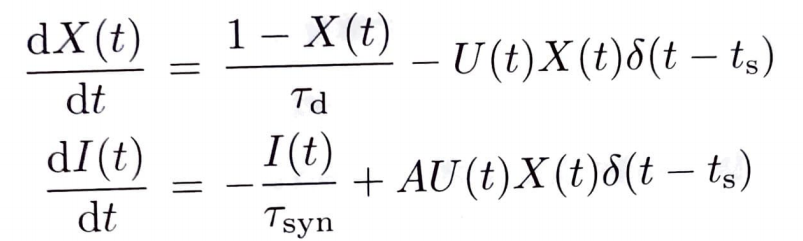 dX(t)/dt = (1 − X(t))/τ_d − U(t)X(t)δ(t − t_s)
dI(t)/dt = −I(t)/τ_syn + AU(t)X(t)δ(t − t_s)